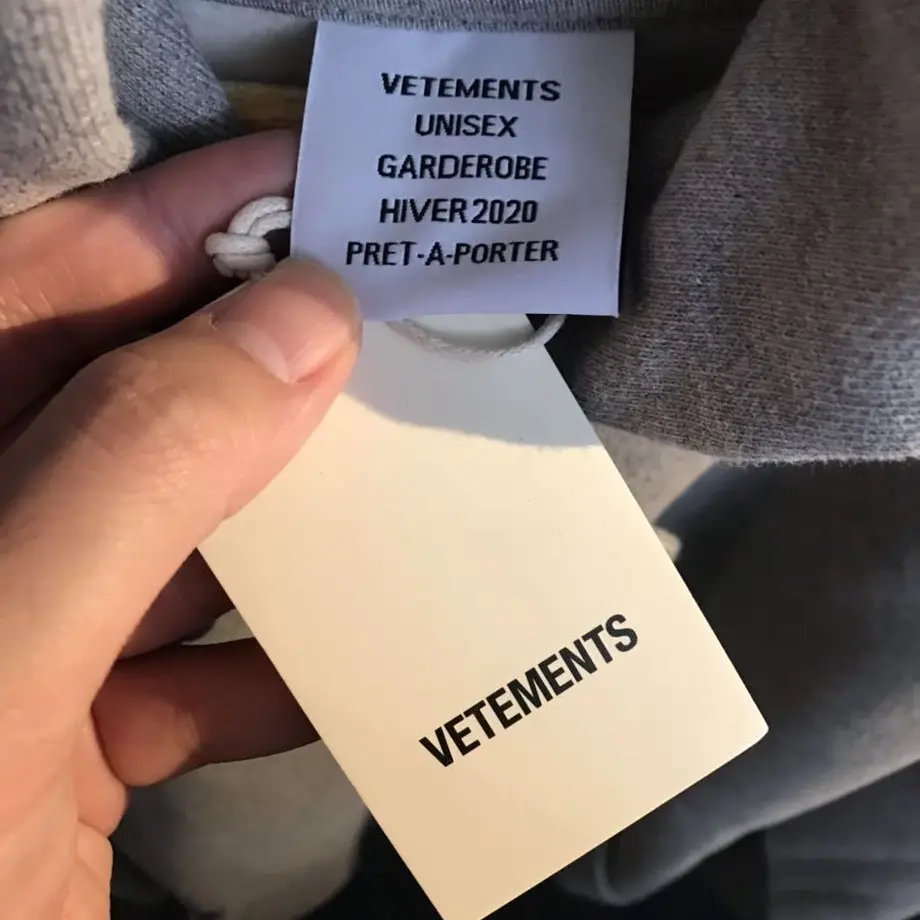 VETEMENTS
UNISEX
GARDEROBE
HIVER 2020
PRET-A-PORTER
VETEMENTS